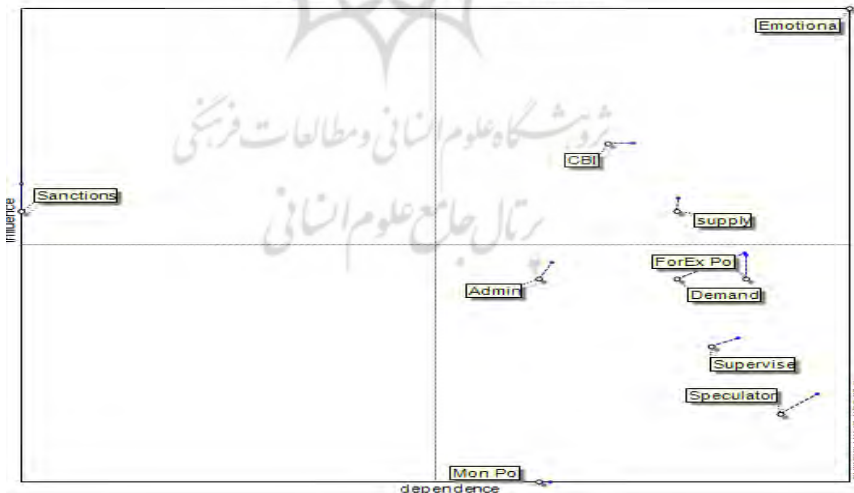 Emotional
پژوهشگاه علوم انسانی و مطالعات فرهنگی
CBI
Sanctions
supply
influence
پرتال جامع علوم انسانی
ForEx Po
Admin
Demand
Supervise
Speculator
Mon Po
dependence